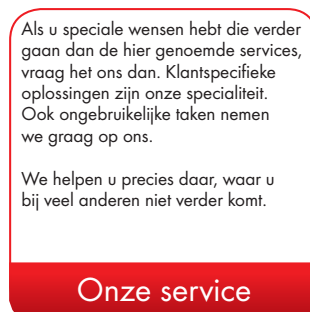 Als u speciale wensen hebt die verder
gaan dan de hier genoemde services,
vraag het ons dan. Klantspecifieke
oplossingen zijn onze specialiteit.
Ook ongebruikelijke taken nemen
we graag op ons.
We helpen u precies daar, waar u
bij veel anderen niet verder komt.
Onze service